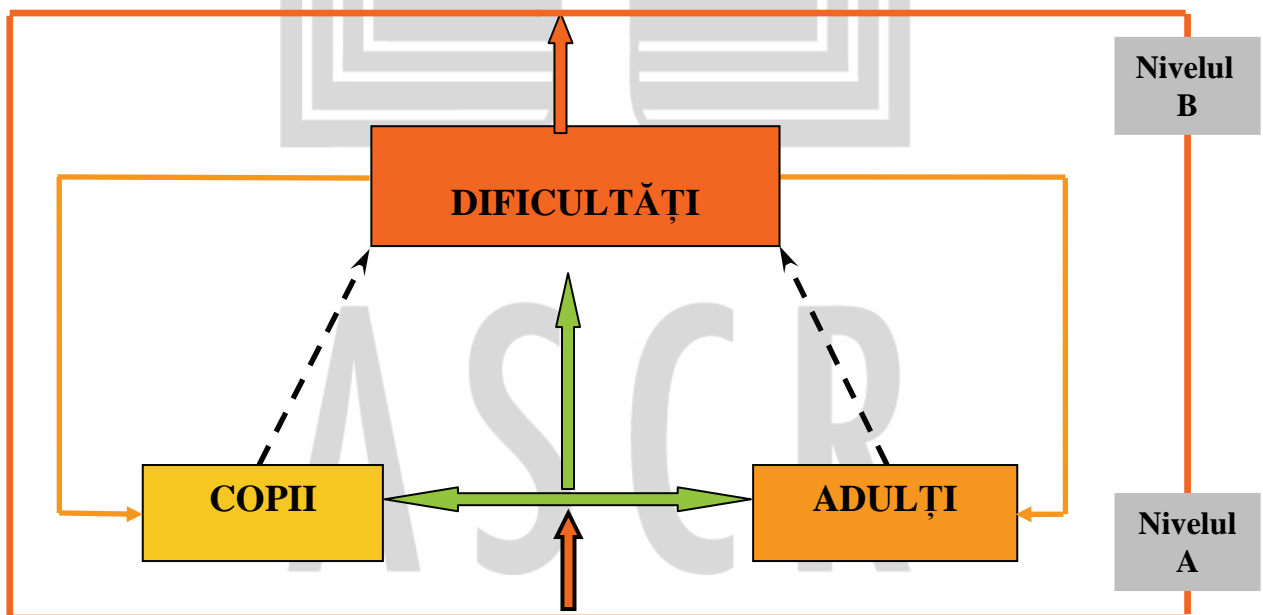 Nivelul
B
DIFICULTĂȚI
COPII
ADULȚI
Nivelul
A
ASCR